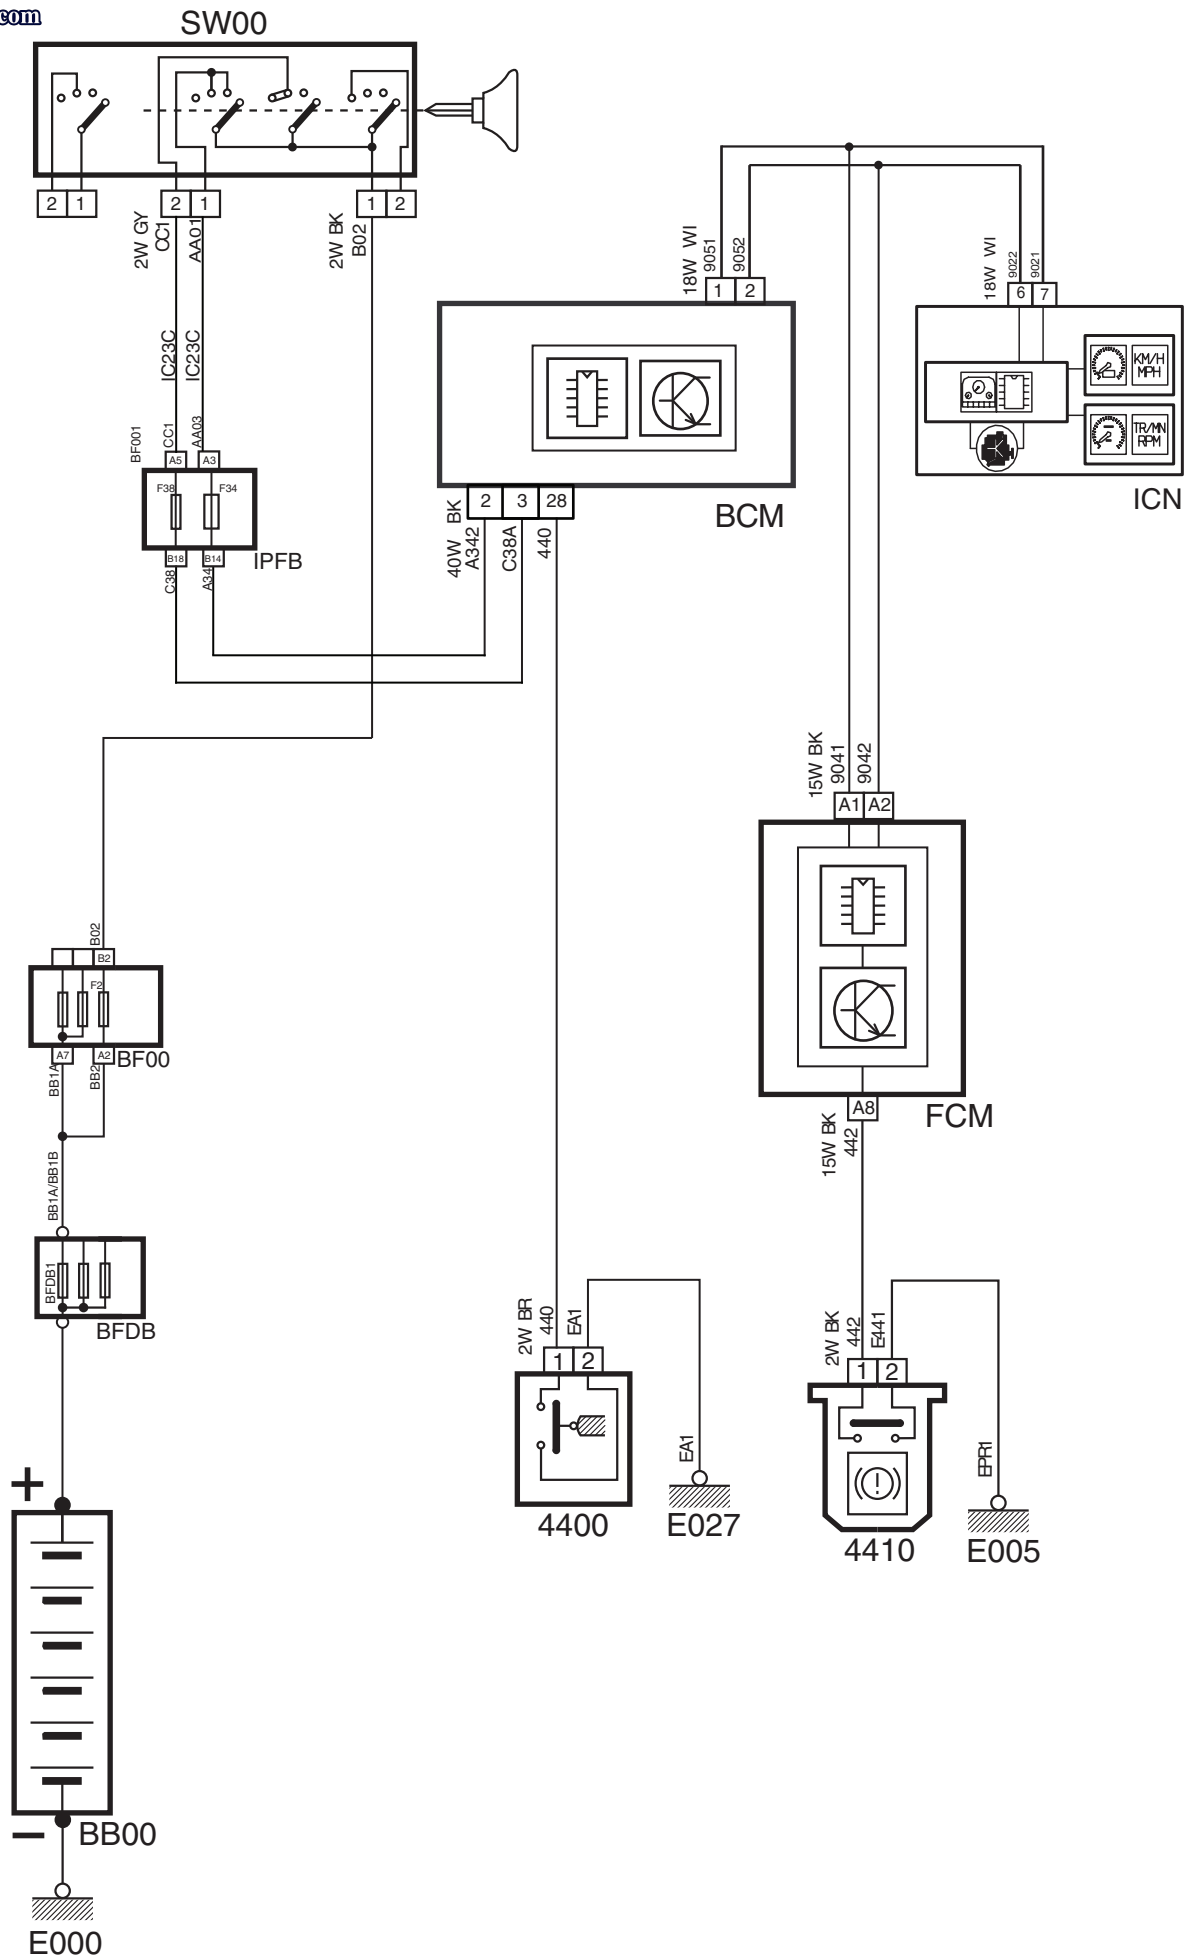 com
SW00
2 1
2 1
1 2
2W GY
CC1
AA01
2W BK
B02
IC23C
IC23C
BF001
CC1
AA03
A5 A3
F38 F34
B18 B14
IPFB
C38
A34
18W WI
9051
9052
1 2
BCM
2 3 28
40W BK
A342
C38A
440
18W WI
9022
9021
6 7
KM/H
MPH
TR/MN
RPM
ICN
15W BK
9041
9042
A1 A2
FCM
A8
15W BK
442
B02
B2
F2
A7 A2
BF00
BB1A
BB2
BB1A/BB1B
BFDB1
BFDB
2W BR
440
EA1
1 2
4400
EA1
E027
2W BK
442
E441
1 2
(!)
4410
EPR1
E005
+
−
BB00
E000